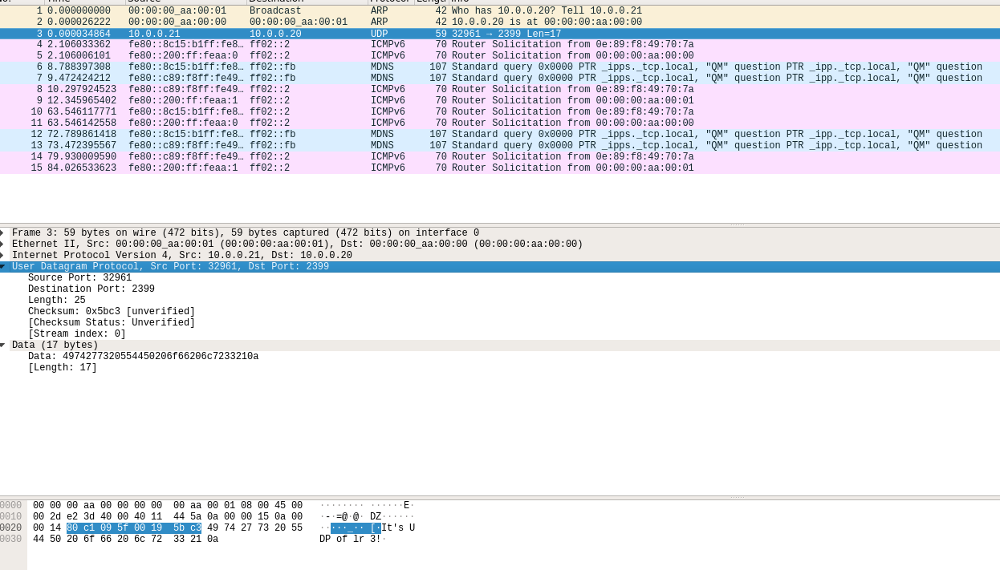 No. Time Source Destination Protocol Length Info
1 0.000000000 00:00:00_aa:00:01 Broadcast ARP 42 Who has 10.0.0.20? Tell 10.0.0.21
2 0.000026222 00:00:00_aa:00:00 00:00:00_aa:00:01 ARP 42 10.0.0.20 is at 00:00:00:aa:00:00
3 0.000034864 10.0.0.21 10.0.0.20 UDP 59 32961 → 2399 Len=17
4 2.106033362 fe80::8c15:b1ff:fe8… ff02::2 ICMPv6 70 Router Solicitation from 0e:89:f8:49:70:7a
5 2.106006101 fe80::200:ff:feaa:0 ff02::2 ICMPv6 70 Router Solicitation from 00:00:00:aa:00:00
6 8.788397308 fe80::8c15:b1ff:fe8… ff02::fb MDNS 107 Standard query 0x0000 PTR _ipps._tcp.local, "QM" question PTR _ipp._tcp.local, "QM" question
7 9.472424212 fe80::c89:f8ff:fe49… ff02::fb MDNS 107 Standard query 0x0000 PTR _ipps._tcp.local, "QM" question PTR _ipp._tcp.local, "QM" question
8 10.297924523 fe80::c89:f8ff:fe49… ff02::2 ICMPv6 70 Router Solicitation from 0e:89:f8:49:70:7a
9 12.345965402 fe80::200:ff:feaa:1 ff02::2 ICMPv6 70 Router Solicitation from 00:00:00:aa:00:01
10 63.546117771 fe80::8c15:b1ff:fe8… ff02::2 ICMPv6 70 Router Solicitation from 0e:89:f8:49:70:7a
11 63.546142558 fe80::200:ff:feaa:0 ff02::2 ICMPv6 70 Router Solicitation from 00:00:00:aa:00:00
12 72.789861418 fe80::8c15:b1ff:fe8… ff02::fb MDNS 107 Standard query 0x0000 PTR _ipps._tcp.local, "QM" question PTR _ipp._tcp.local, "QM" question
13 73.472395567 fe80::c89:f8ff:fe49… ff02::fb MDNS 107 Standard query 0x0000 PTR _ipps._tcp.local, "QM" question PTR _ipp._tcp.local, "QM" question
14 79.930009590 fe80::c89:f8ff:fe49… ff02::2 ICMPv6 70 Router Solicitation from 0e:89:f8:49:70:7a
15 84.026533623 fe80::200:ff:feaa:1 ff02::2 ICMPv6 70 Router Solicitation from 00:00:00:aa:00:01
Frame 3: 59 bytes on wire (472 bits), 59 bytes captured (472 bits) on interface 0
Ethernet II, Src: 00:00:00_aa:00:01 (00:00:00:aa:00:01), Dst: 00:00:00_aa:00:00 (00:00:00:aa:00:00)
Internet Protocol Version 4, Src: 10.0.0.21, Dst: 10.0.0.20
User Datagram Protocol, Src Port: 32961, Dst Port: 2399
Source Port: 32961
Destination Port: 2399
Length: 25
Checksum: 0x5bc3 [unverified]
[Checksum Status: Unverified]
[Stream index: 0]
Data (17 bytes)
Data: 4974277320554450206f66206c7233210a
[Length: 17]
0000 00 00 00 aa 00 00 00 00 00 aa 00 01 08 00 45 00 ········ ······E·
0010 00 2d e2 3d 40 00 40 11 44 5a 0a 00 00 15 0a 00 ·-·=@·@· DZ······
0020 00 14 80 c1 09 5f 00 19 5b c3 49 74 27 73 20 55 ·····_·· [·It's U
0030 44 50 20 6f 66 20 6c 72 33 21 0a DP of lr 3!·